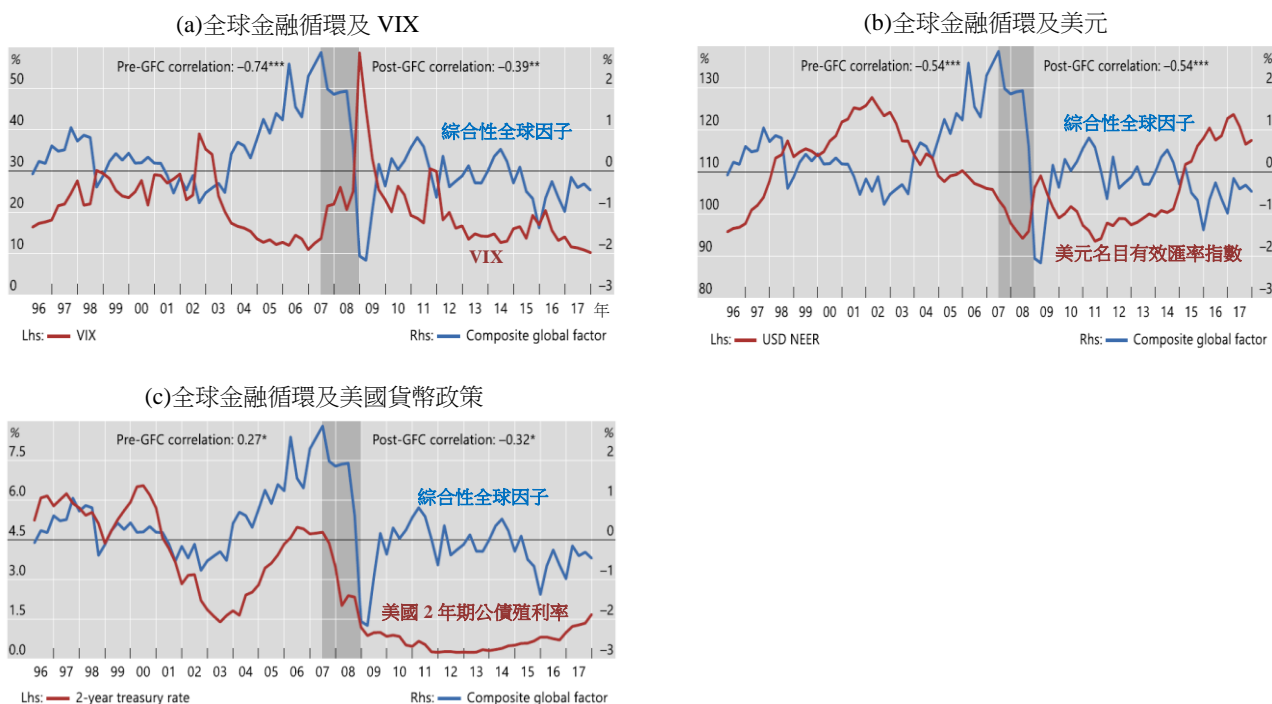 (a)全球金融循環及 VIX
% Pre-GFC correlation: –0.74*** Post-GFC correlation: –0.39** %
50 2
40 1
30 0
20 –1
10 –2
0 –3
綜合性全球因子
VIX
96 97 98 99 00 01 02 03 04 05 06 07 08 09 10 11 12 13 14 15 16 17 年
Lhs: VIX Rhs: Composite global factor
(b)全球金融循環及美元
% Pre-GFC correlation: –0.54*** Post-GFC correlation: –0.54*** %
130 2
120 1
110 0
100 –1
90 –2
80 –3
綜合性全球因子
美元名目有效匯率指數
96 97 98 99 00 01 02 03 04 05 06 07 08 09 10 11 12 13 14 15 16 17
Lhs: USD NEER Rhs: Composite global factor
(c)全球金融循環及美國貨幣政策
% Pre-GFC correlation: 0.27* Post-GFC correlation: –0.32* %
7.5 2
6.0 1
4.5 0
3.0 –1
1.5 –2
0.0 –3
綜合性全球因子
美國 2 年期公債殖利率
96 97 98 99 00 01 02 03 04 05 06 07 08 09 10 11 12 13 14 15 16 17
Lhs: 2-year treasury rate Rhs: Composite global factor